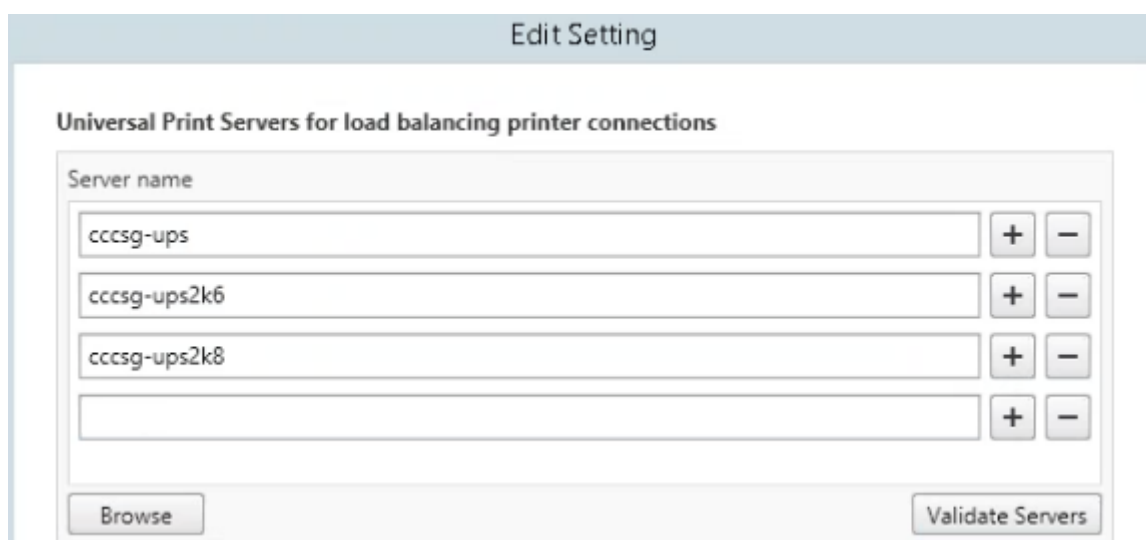 Edit Setting
Universal Print Servers for load balancing printer connections
Server name
cccsg-ups + −
cccsg-ups2k6 + −
cccsg-ups2k8 + −
+ −
Browse Validate Servers